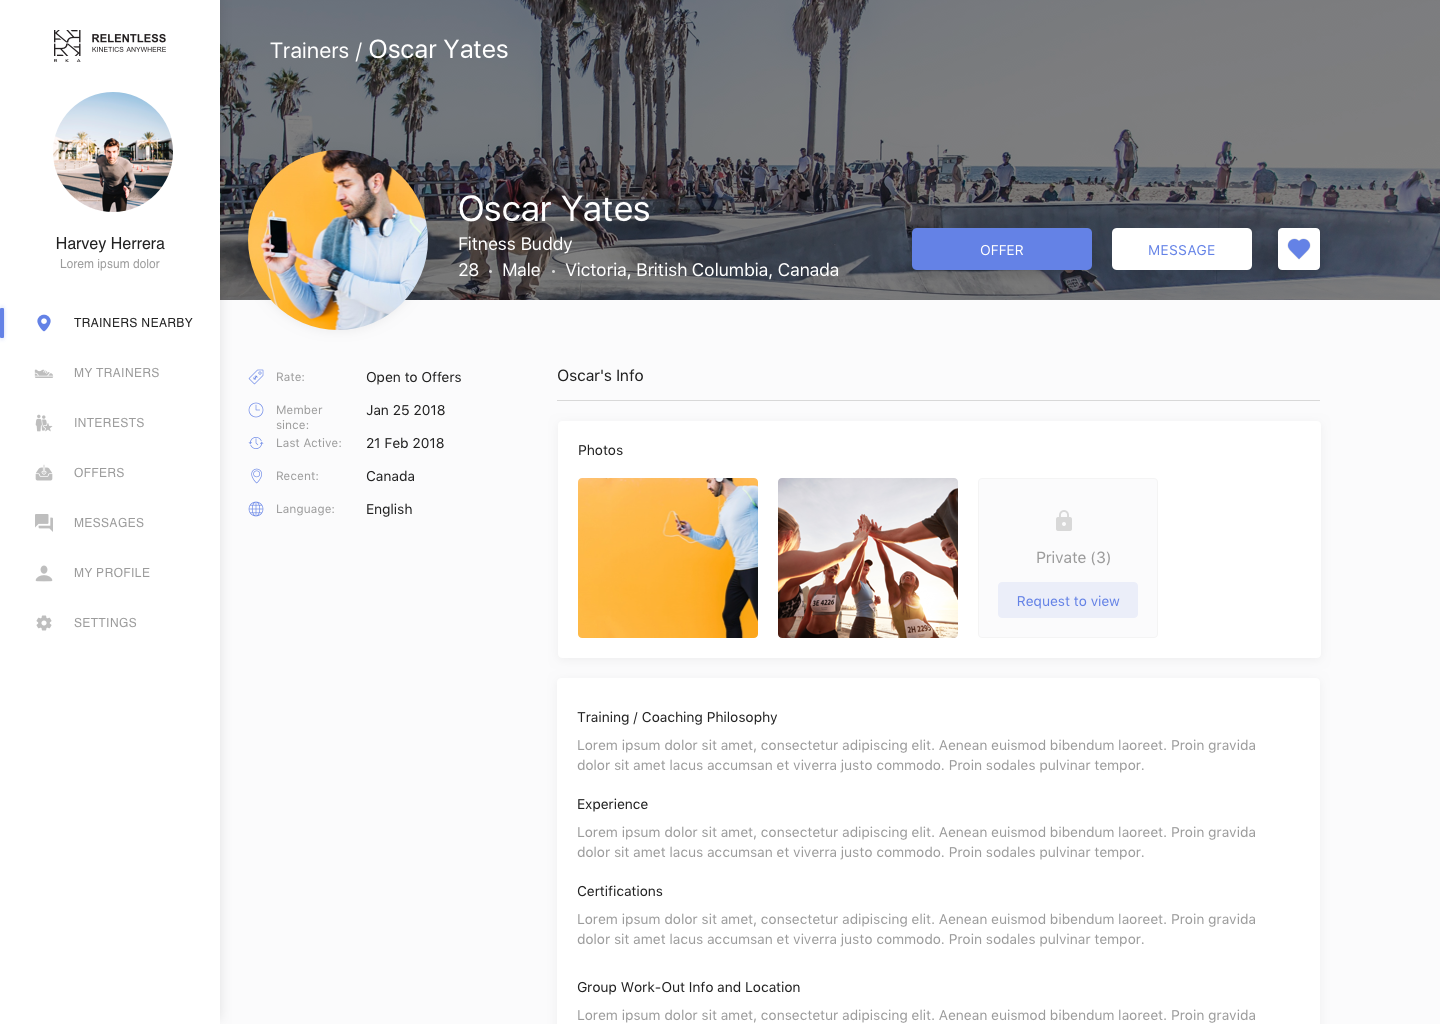 RELENTLESS
KINETICS ANYWHERE
R K A
Harvey Herrera
Lorem ipsum dolor
TRAINERS NEARBY
MY TRAINERS
INTERESTS
OFFERS
MESSAGES
MY PROFILE
SETTINGS
Trainers / Oscar Yates
Oscar Yates
Fitness Buddy
28 • Male • Victoria, British Columbia, Canada
OFFER
MESSAGE
Rate: Open to Offers
Member since: Jan 25 2018
Last Active: 21 Feb 2018
Recent: Canada
Language: English
Oscar's Info
Photos
3E 4226
2H 2295
Private (3)
Request to view
Training / Coaching Philosophy
Lorem ipsum dolor sit amet, consectetur adipiscing elit. Aenean euismod bibendum laoreet. Proin gravida
dolor sit amet lacus accumsan et viverra justo commodo. Proin sodales pulvinar tempor.
Experience
Lorem ipsum dolor sit amet, consectetur adipiscing elit. Aenean euismod bibendum laoreet. Proin gravida
dolor sit amet lacus accumsan et viverra justo commodo. Proin sodales pulvinar tempor.
Certifications
Lorem ipsum dolor sit amet, consectetur adipiscing elit. Aenean euismod bibendum laoreet. Proin gravida
dolor sit amet lacus accumsan et viverra justo commodo. Proin sodales pulvinar tempor.
Group Work-Out Info and Location
Lorem ipsum dolor sit amet, consectetur adipiscing elit. Aenean euismod bibendum laoreet. Proin gravida